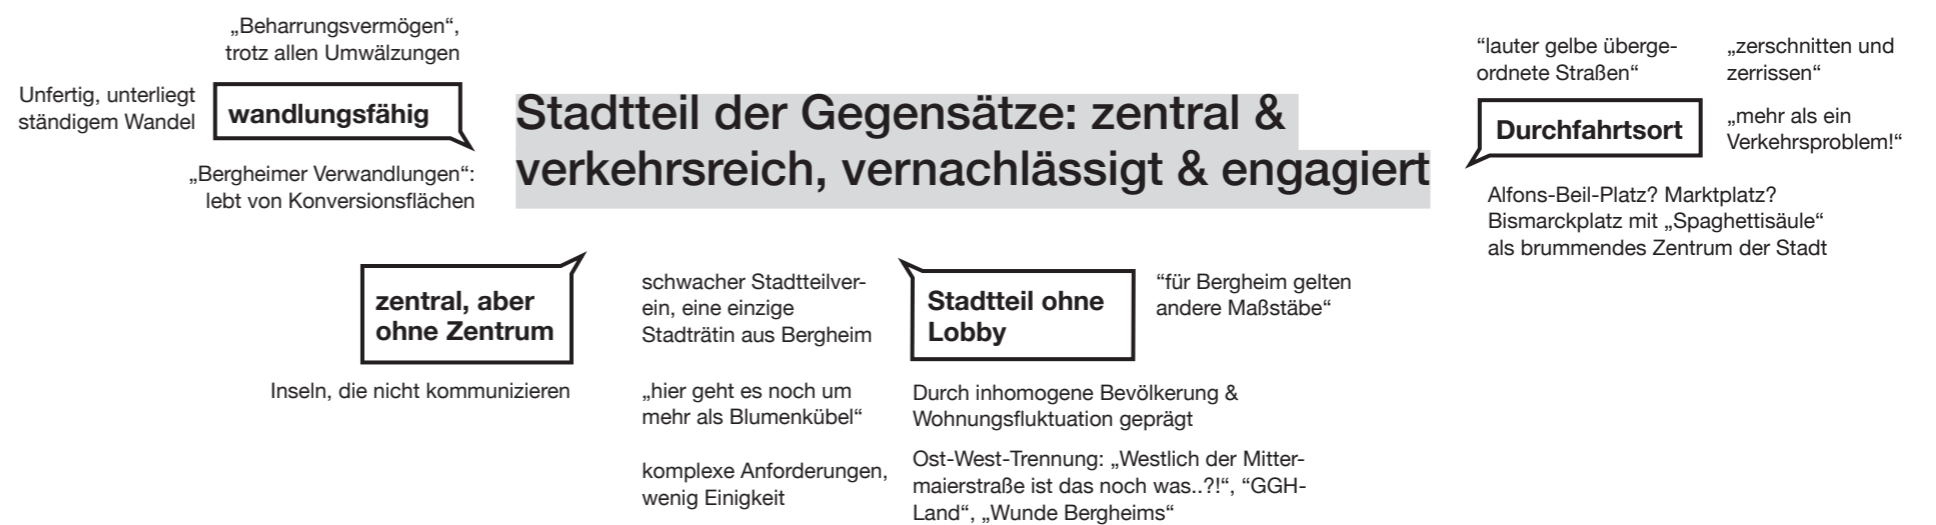 „Beharrungsvermögen“,
trotz allen Umwälzungen
Unfertig, unterliegt
ständigem Wandel
wandlungsfähig
„Bergheimer Verwandlungen“:
lebt von Konversionsflächen
Stadtteil der Gegensätze: zentral &
verkehrsreich, vernachlässigt & engagiert
“lauter gelbe überge-
ordnete Straßen“
„zerschnitten und
zerrissen“
Durchfahrtsort
„mehr als ein
Verkehrsproblem!“
Alfons-Beil-Platz? Marktplatz?
Bismarckplatz mit „Spaghettisäule“
als brummendes Zentrum der Stadt
zentral, aber
ohne Zentrum
Inseln, die nicht kommunizieren
schwacher Stadtteilver-
ein, eine einzige
Stadträtin aus Bergheim
„hier geht es noch um
mehr als Blumenkübel“
komplexe Anforderungen,
wenig Einigkeit
Stadtteil ohne
Lobby
“für Bergheim gelten
andere Maßstäbe“
Durch inhomogene Bevölkerung &
Wohnungsfluktuation geprägt
Ost-West-Trennung: „Westlich der Mitter-
maierstraße ist das noch was..?!“, “GGH-
Land“, „Wunde Bergheims“